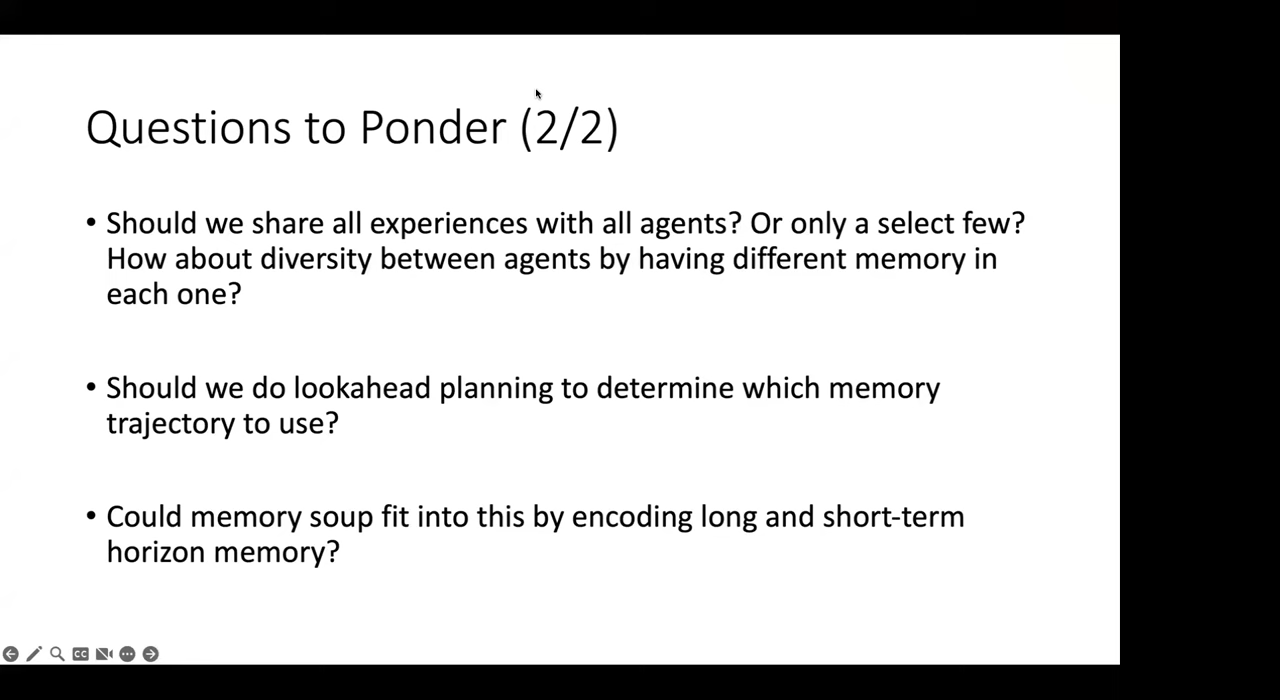 Questions to Ponder (2/2)
• Should we share all experiences with all agents? Or only a select few?
How about diversity between agents by having different memory in
each one?
• Should we do lookahead planning to determine which memory
trajectory to use?
• Could memory soup fit into this by encoding long and short-term
horizon memory?
CC